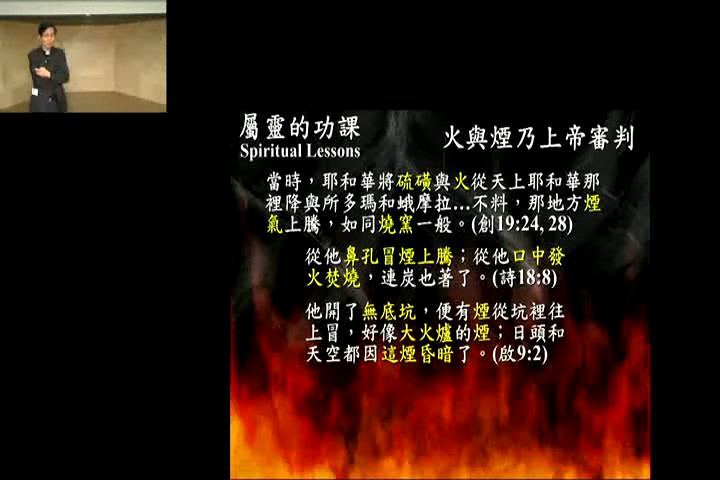 屬靈的功課
Spiritual Lessons
火與煙乃上帝審判
當時，耶和華將硫磺與火從天上耶和華那
裡降與所多瑪和蛾摩拉…不料，那地方煙
氣上騰，如同燒窯一般。(創19:24, 28)
從他鼻孔冒煙上騰；從他口中發
火焚燒，連炭也著了。(詩18:8)
他開了無底坑，便有煙從坑裡往
上冒，好像大火爐的煙；日頭和
天空都因這煙昏暗了。(啟9:2)